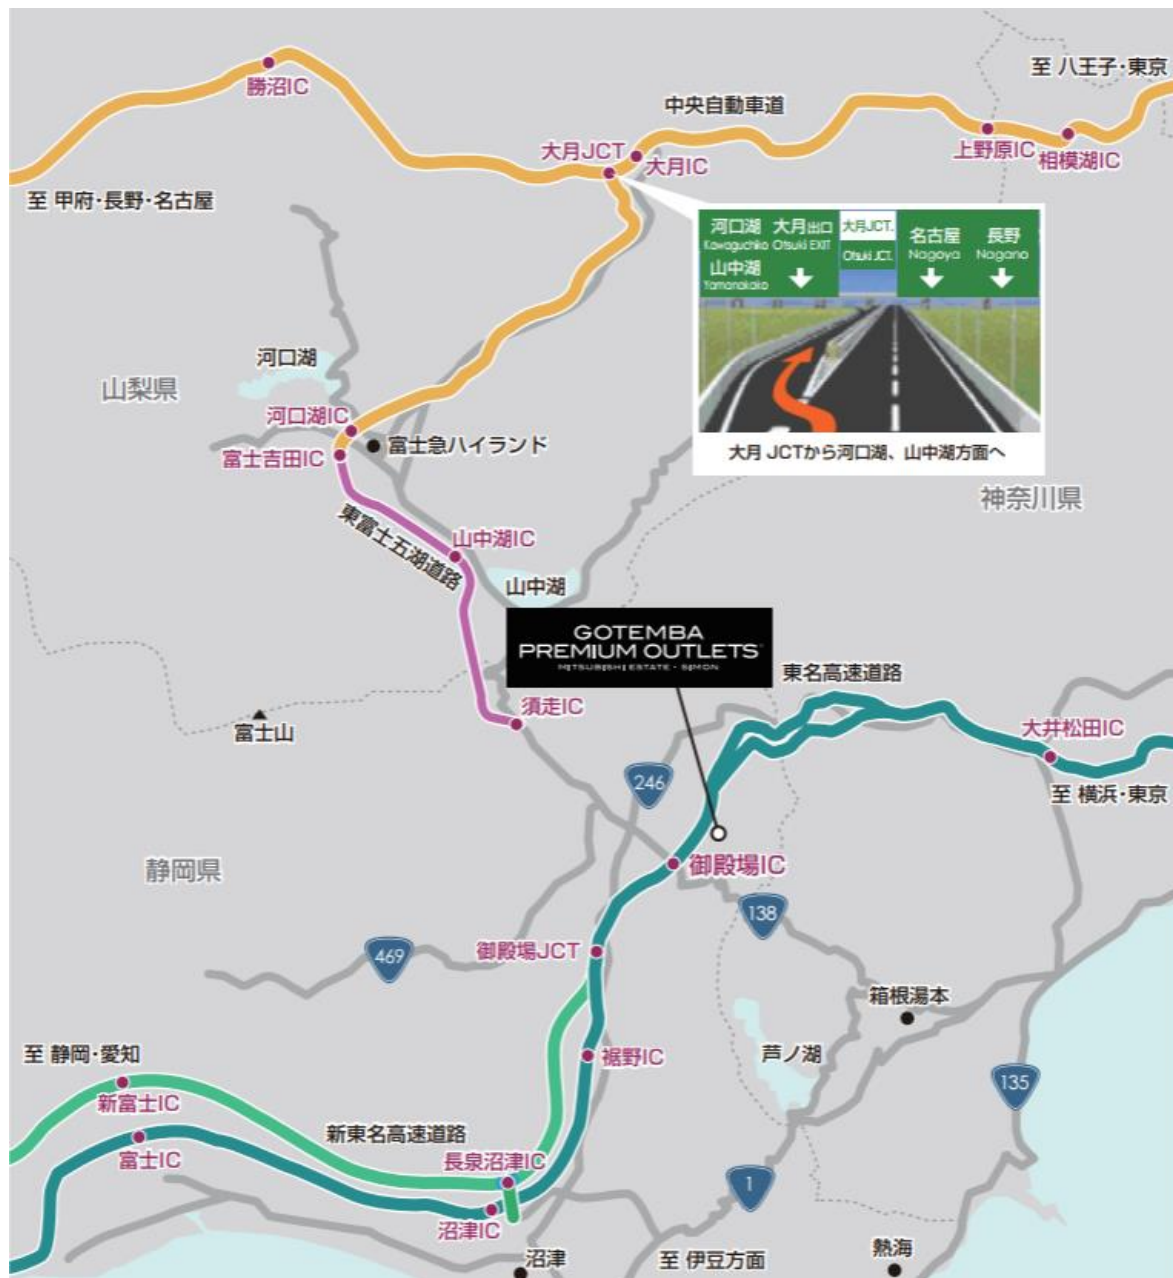 至 八王子・東京
勝沼IC
中央自動車道
大月JCT
大月IC
上野原IC
相模湖IC
至 甲府・長野・名古屋
河口湖
Kawaguchiko
山中湖
Yamanakako
大月出口
Otsuki EXIT
大月JCT.
Otsuki JCT.
名古屋
Nagoya
長野
Nagano
大月 JCTから河口湖、山中湖方面へ
河口湖
山梨県
河口湖IC
富士急ハイランド
富士吉田IC
神奈川県
東富士五湖道路
山中湖IC
山中湖
GOTEMBA
PREMIUM OUTLETS®
MITSUBISHI ESTATE・SIMON
東名高速道路
須走IC
富士山
大井松田IC
246
至 横浜・東京
静岡県
御殿場IC
138
御殿場JCT
469
箱根湯本
至 静岡・愛知
裾野IC
芦ノ湖
新富士IC
135
新東名高速道路
富士IC
長泉沼津IC
1
沼津IC
沼津
至 伊豆方面
熱海